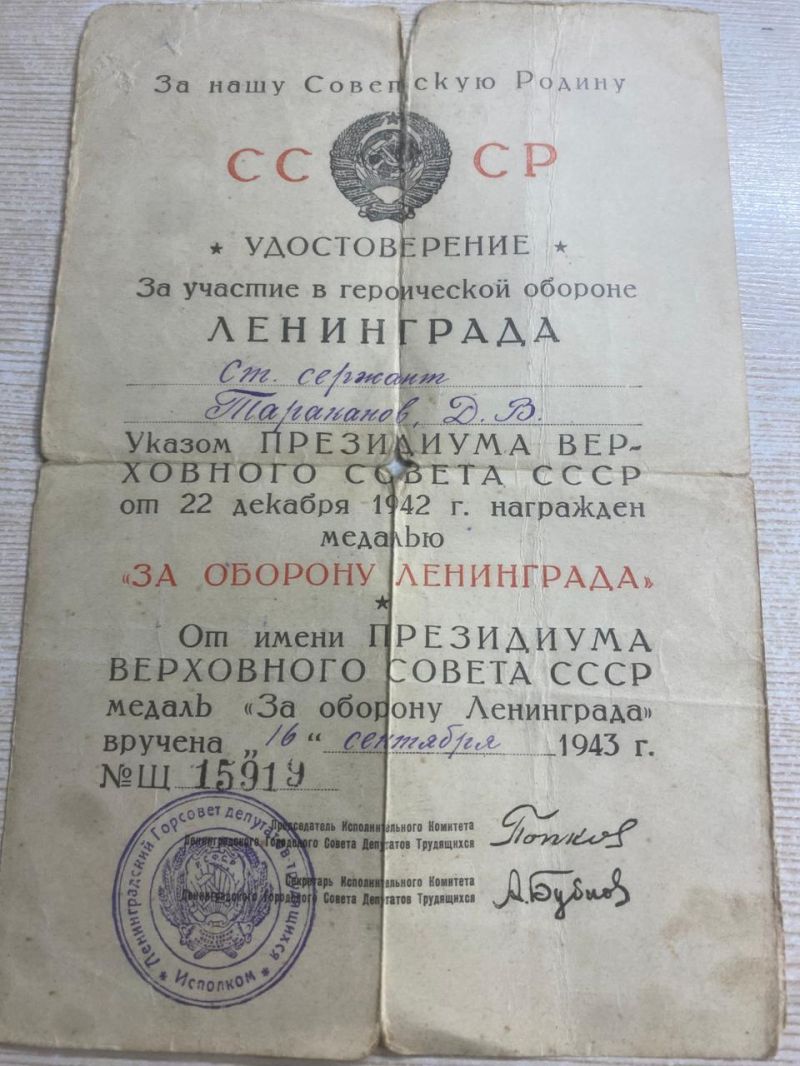 За нашу Советскую Родину
СССР
УДОСТОВЕРЕНИЕ
За участие в героической обороне
ЛЕНИНГРАДА
Ст. сержант
Тараканов, Д. В.
Указом ПРЕЗИДИУМА ВЕР-
ХОВНОГО СОВЕТА СССР
от 22 декабря 1942 г. награжден
медалью
«ЗА ОБОРОНУ ЛЕНИНГРАДА»
От имени ПРЕЗИДИУМА
ВЕРХОВНОГО СОВЕТА СССР
медаль «За оборону Ленинграда»
вручена „16“ сентября 1943 г.
№Щ 15919
Председатель Исполнительного Комитета
Ленинградского Городского Совета Депутатов Трудящихся
Попков
Секретарь Исполнительного Комитета
Ленинградского Городского Совета Депутатов Трудящихся
А. Бубнов
Ленинградский Горсовет депутатов трудящихся
Исполком
РСФСР